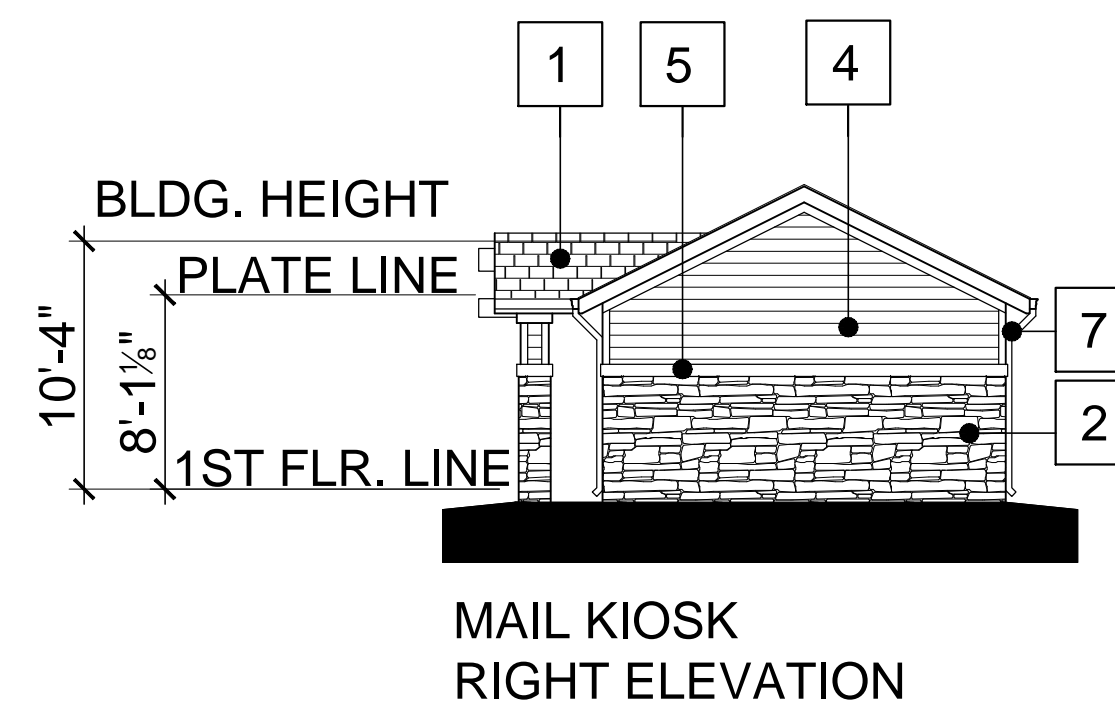 1 5 4
BLDG. HEIGHT
PLATE LINE
10'-4"
8'-1⅛"
7
2
1ST FLR. LINE
MAIL KIOSK
RIGHT ELEVATION